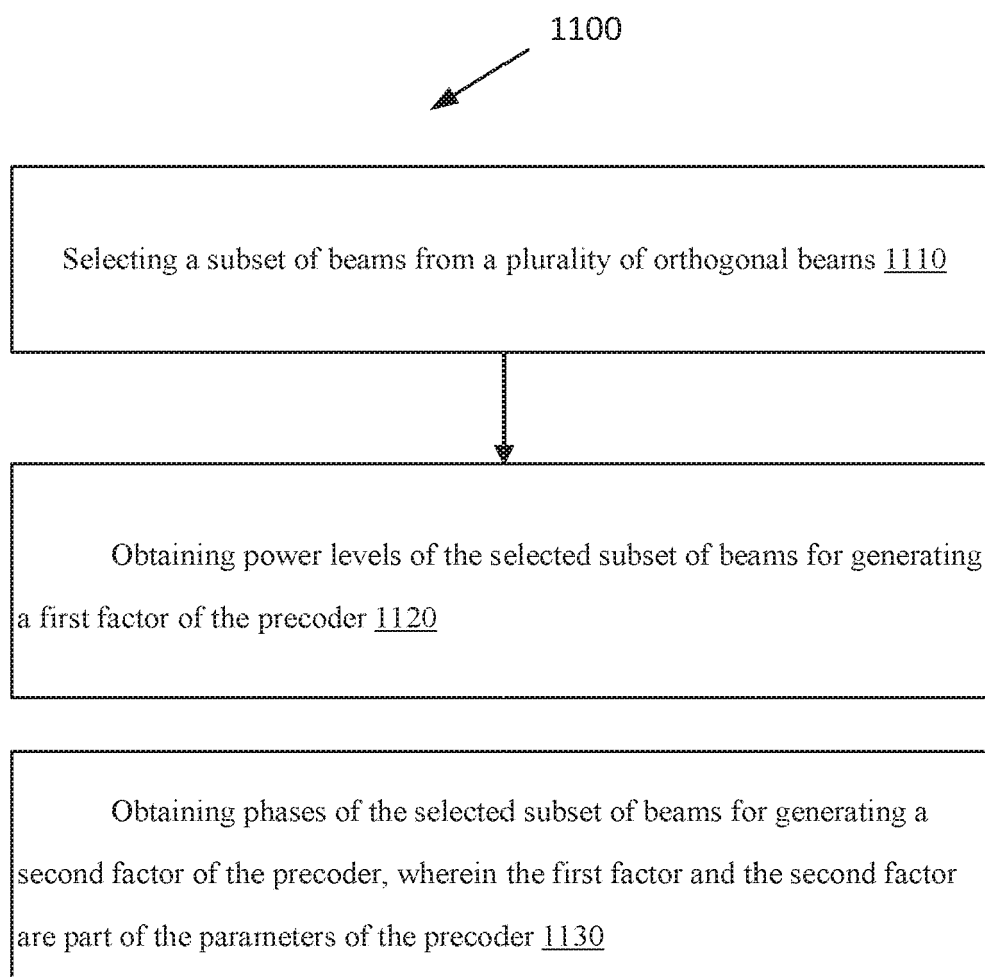 1100
Selecting a subset of beams from a plurality of orthogonal beams 1110
Obtaining power levels of the selected subset of beams for generating
a first factor of the precoder 1120
Obtaining phases of the selected subset of beams for generating a
second factor of the precoder, wherein the first factor and the second factor
are part of the parameters of the precoder 1130